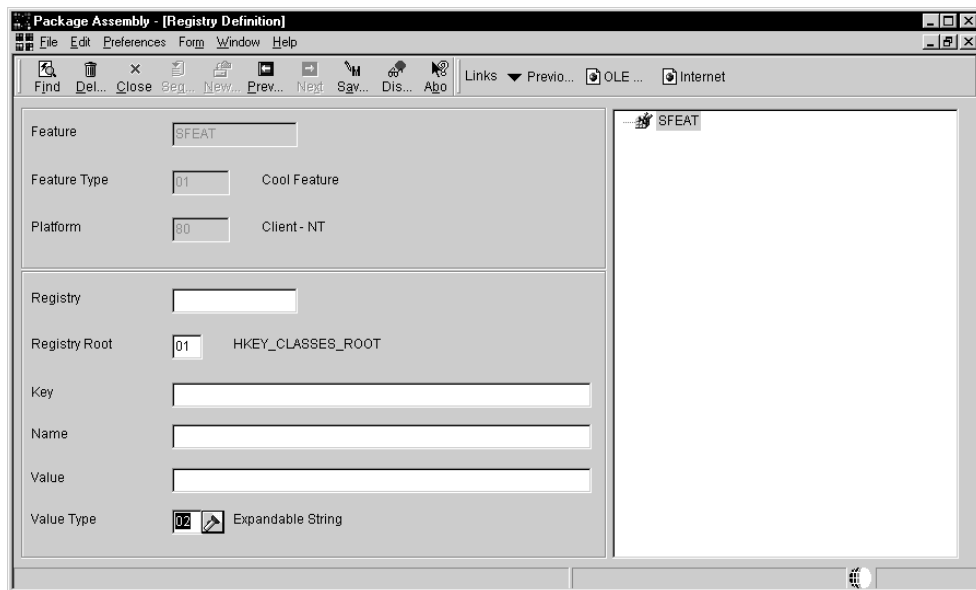 Package Assembly - [Registry Definition]
File Edit Preferences Form Window Help
Find Del... Close Seq... New... Prev... Next Sav... Dis... Abo Links Previo... OLE ... Internet
Feature SFEAT
Feature Type 01 Cool Feature
Platform 80 Client - NT
Registry
Registry Root 01 HKEY_CLASSES_ROOT
Key
Name
Value
Value Type 02 Expandable String
SFEAT